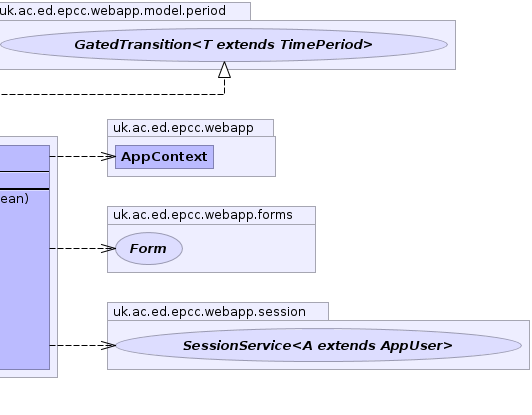 uk.ac.ed.epcc.webapp.model.period
GatedTransition<T extends TimePeriod>
uk.ac.ed.epcc.webapp
AppContext
ean)
uk.ac.ed.epcc.webapp.forms
Form
uk.ac.ed.epcc.webapp.session
SessionService<A extends AppUser>